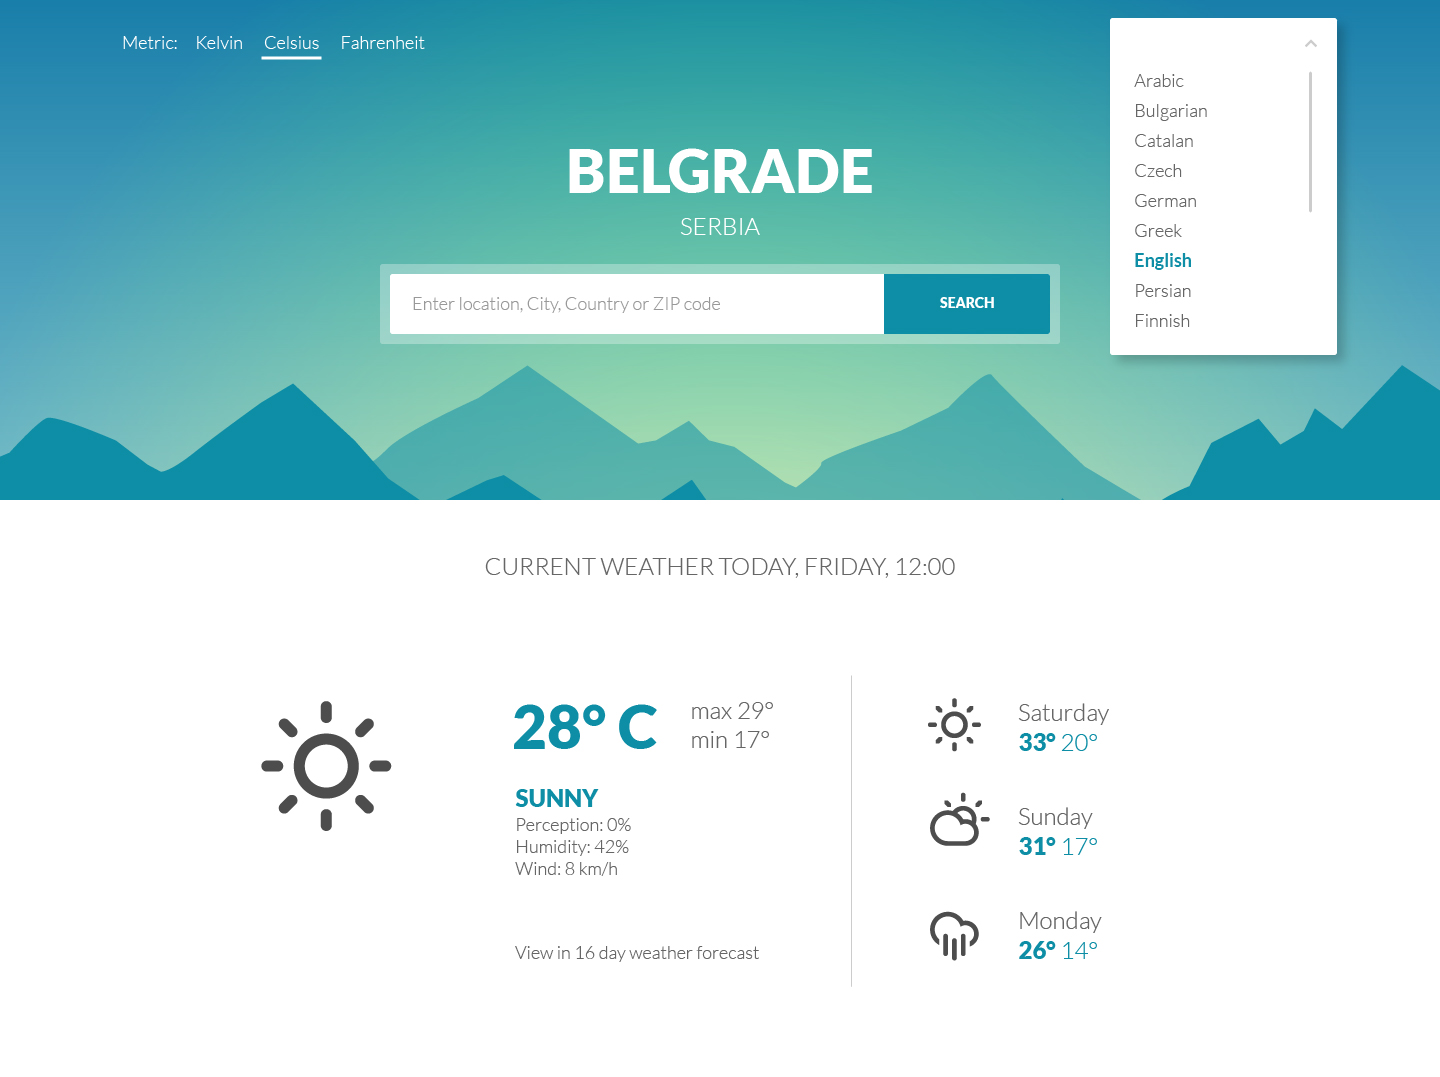 Metric: Kelvin Celsius Fahrenheit
Arabic
Bulgarian
Catalan
Czech
German
Greek
English
Persian
Finnish
BELGRADE
SERBIA
Enter location, City, Country or ZIP code
SEARCH
CURRENT WEATHER TODAY, FRIDAY, 12:00
28° C
max 29°
min 17°
SUNNY
Perception: 0%
Humidity: 42%
Wind: 8 km/h
View in 16 day weather forecast
Saturday
33° 20°
Sunday
31° 17°
Monday
26° 14°